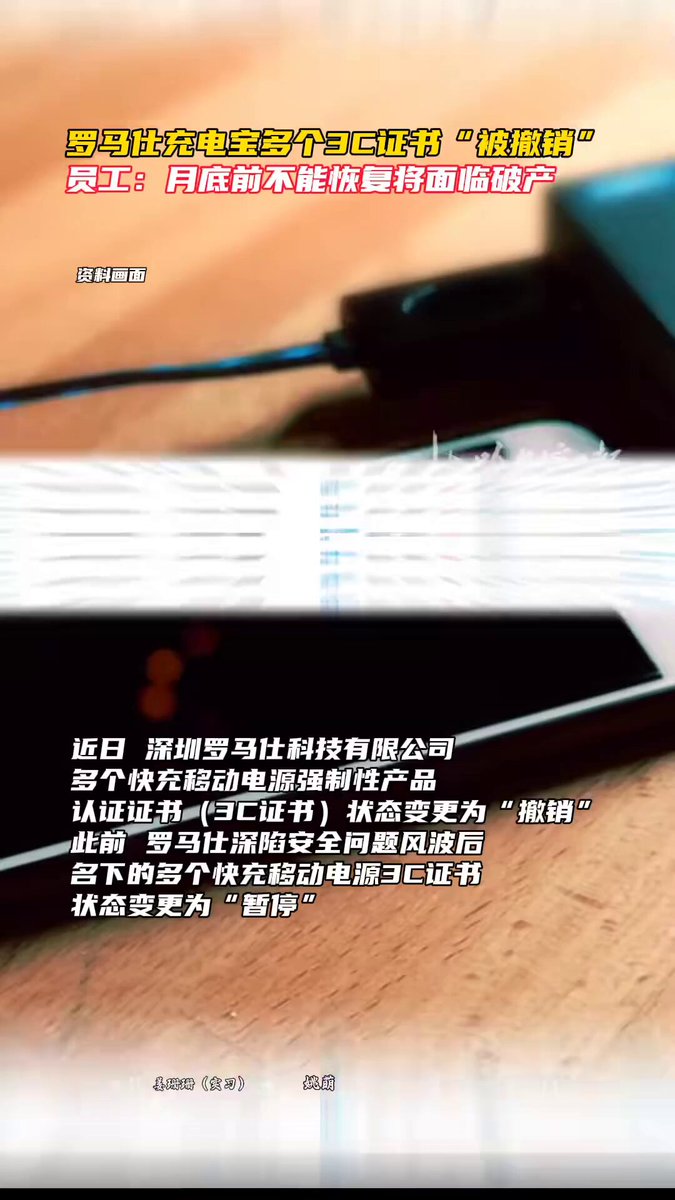 罗马仕充电宝多个3C证书“被撤销”
员工：月底前不能恢复将面临破产
资料画面
近日 深圳罗马仕科技有限公司
多个快充移动电源强制性产品
认证证书（3C证书）状态变更为“撤销”
此前 罗马仕深陷安全问题风波后
名下的多个快充移动电源3C证书
状态变更为“暂停”
姜珊珊（实习） 姚萌